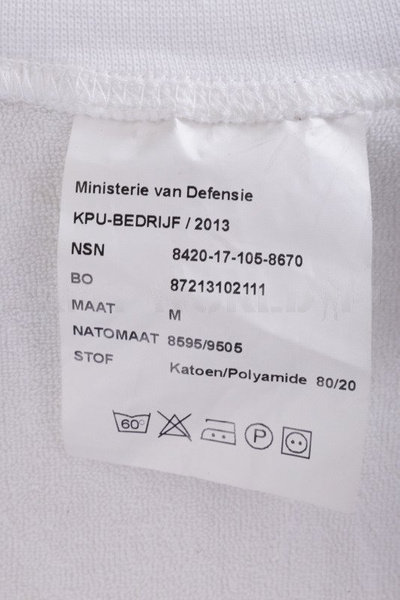 Ministerie van Defensie
KPU-BEDRIJF / 2013
NSN 8420-17-105-8670
BO 87213102111
MAAT M
NATOMAAT 8595/9505
STOF Katoen/Polyamide 80/20
60° P